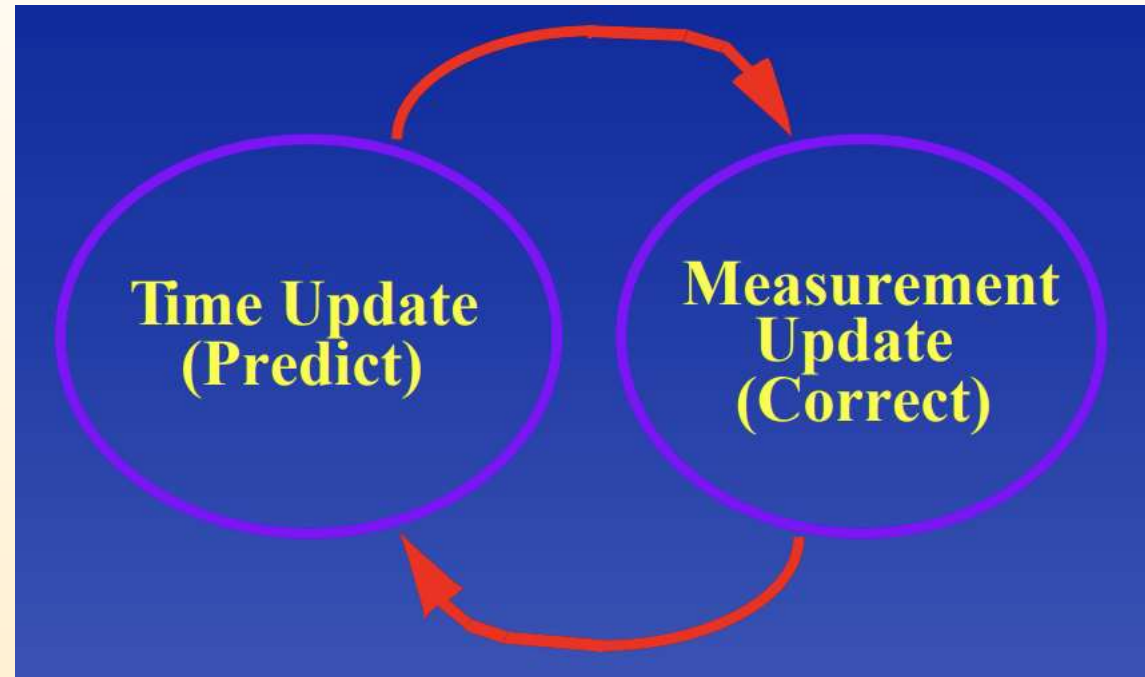 Time Update
(Predict)
Measurement
Update
(Correct)